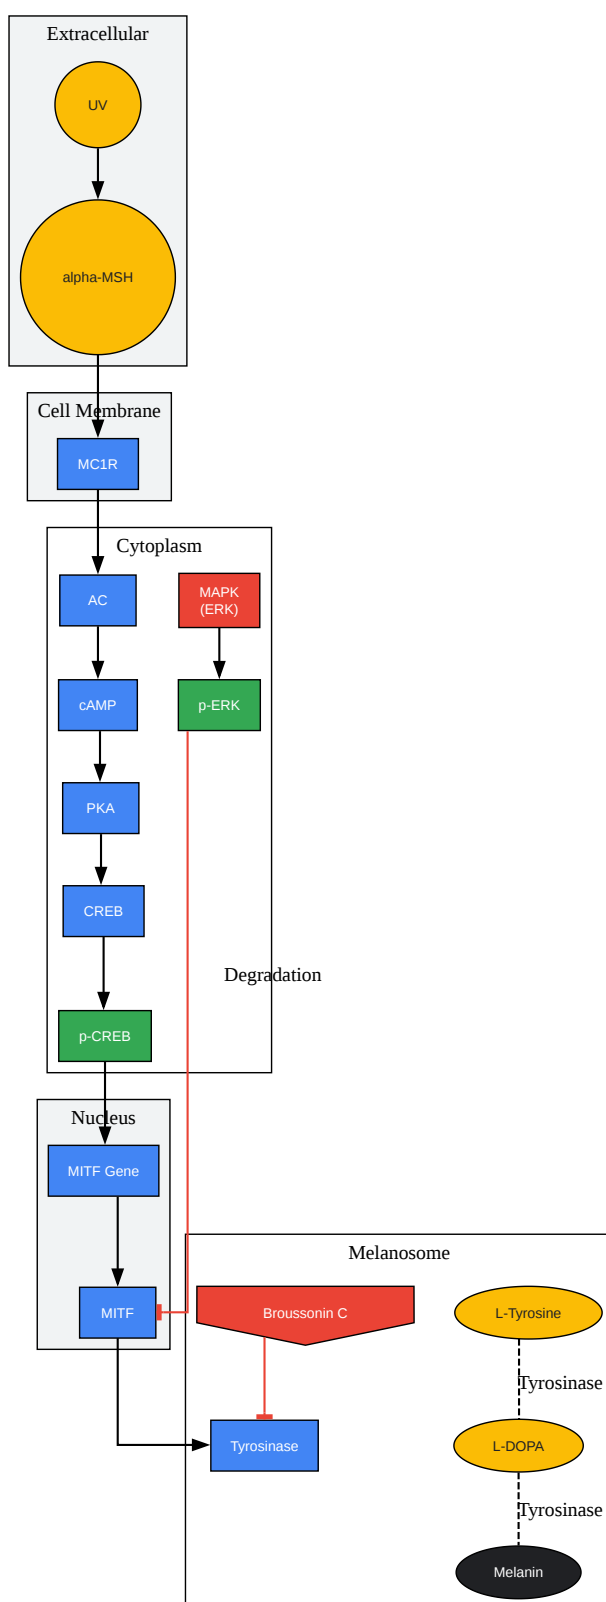 Extracellular
UV
alpha-MSH
Cell Membrane
MC1R
Cytoplasm
AC
MAPK
(ERK)
cAMP
p-ERK
PKA
CREB
Degradation
p-CREB
Nucleus
MITF Gene
Melanosome
MITF
Broussonin C
L-Tyrosine
Tyrosinase
Tyrosinase
L-DOPA
Tyrosinase
Melanin